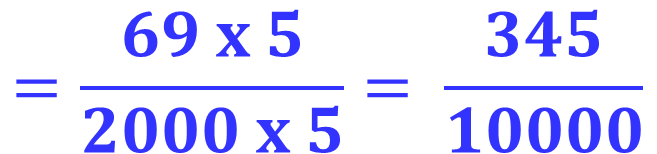 = 69 x 5 / 2000 x 5 = 345 / 10000